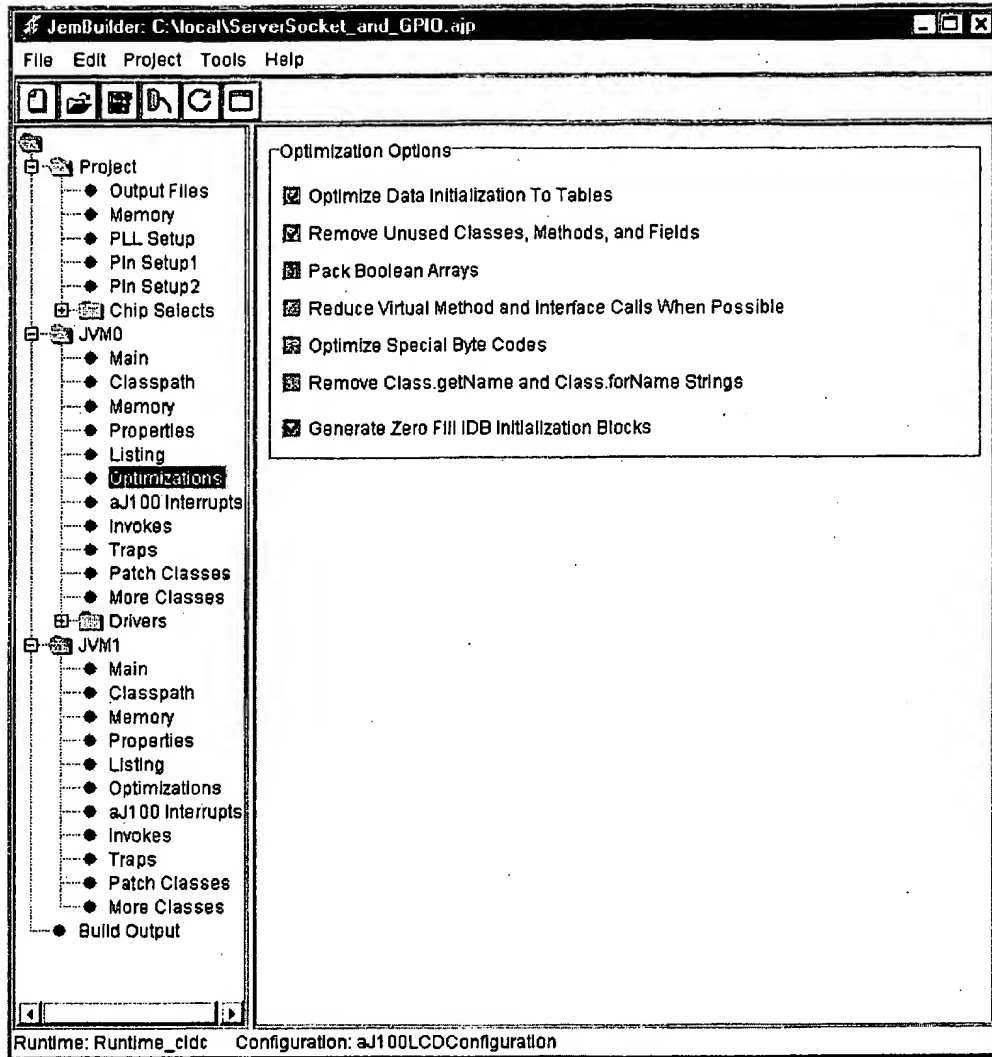 JemBuilder: C:\local\ServerSocket_and_GPIO.ajp
File Edit Project Tools Help
Project
Output Files
Memory
PLL Setup
Pin Setup1
Pin Setup2
Chip Selects
JVM0
Main
Classpath
Memory
Properties
Listing
Optimizations
aJ100 Interrupts
Invokes
Traps
Patch Classes
More Classes
Drivers
JVM1
Main
Classpath
Memory
Properties
Listing
Optimizations
aJ100 Interrupts
Invokes
Traps
Patch Classes
More Classes
Build Output
Optimization Options
Optimize Data Initialization To Tables
Remove Unused Classes, Methods, and Fields
Pack Boolean Arrays
Reduce Virtual Method and Interface Calls When Possible
Optimize Special Byte Codes
Remove Class.getName and Class.forName Strings
Generate Zero Fill IDB Initialization Blocks
Runtime: Runtime_cldc Configuration: aJ100LCDConfiguration